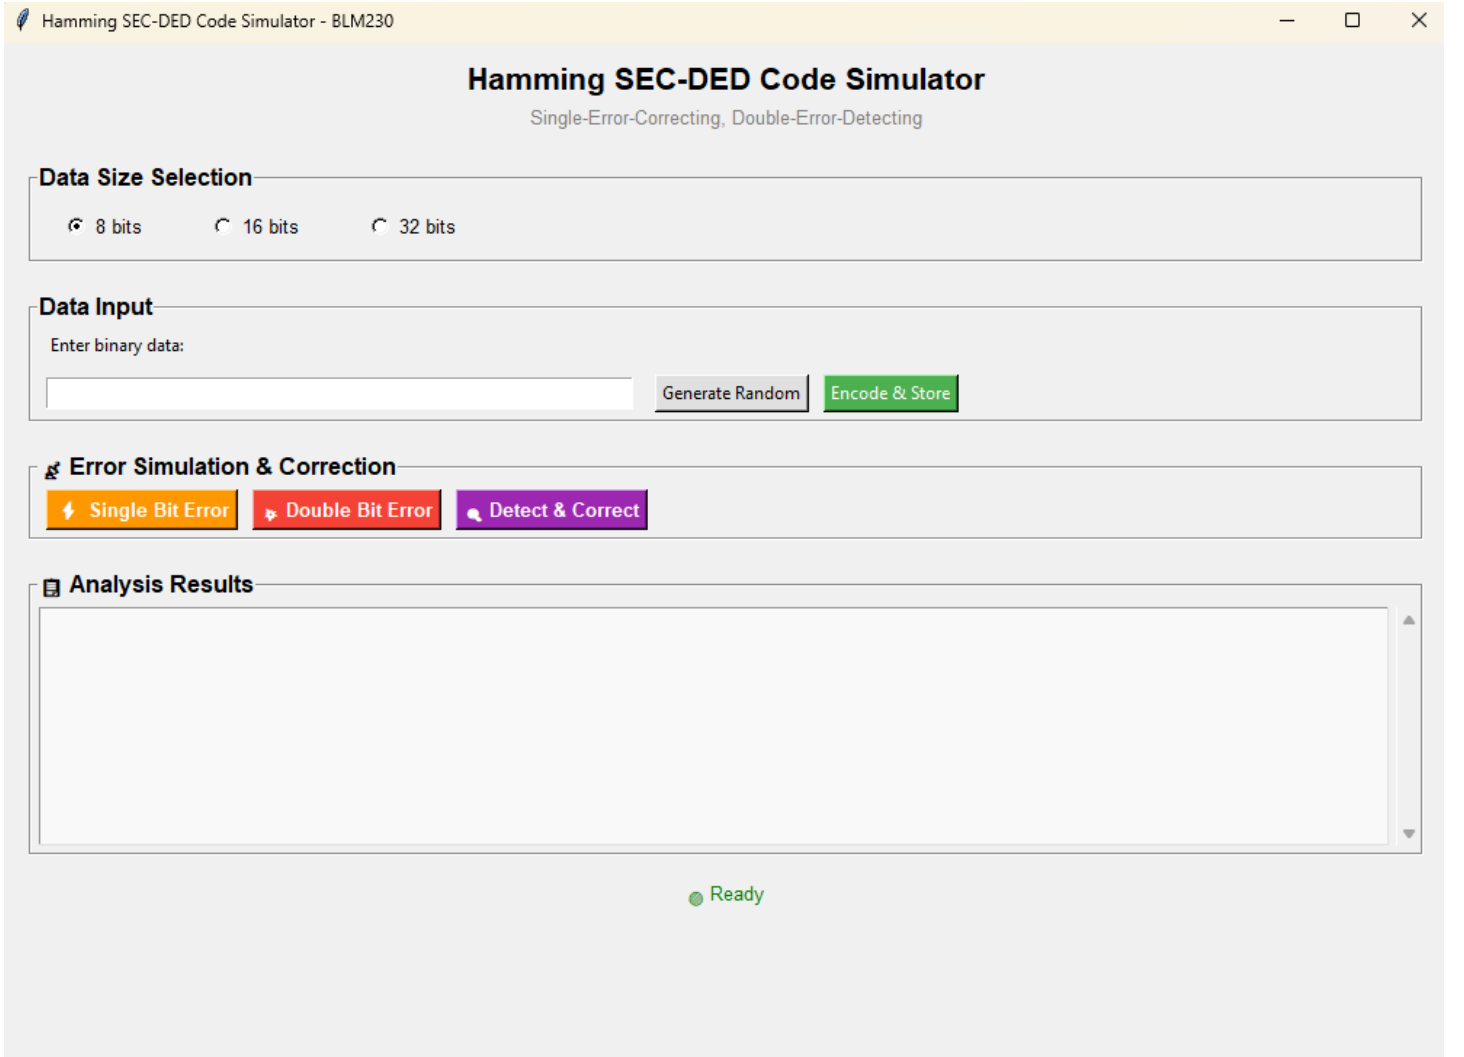 Hamming SEC-DED Code Simulator - BLM230
Hamming SEC-DED Code Simulator
Single-Error-Correcting, Double-Error-Detecting
Data Size Selection
8 bits 16 bits 32 bits
Data Input
Enter binary data:
Generate Random Encode & Store
Error Simulation & Correction
Single Bit Error Double Bit Error Detect & Correct
Analysis Results
Ready